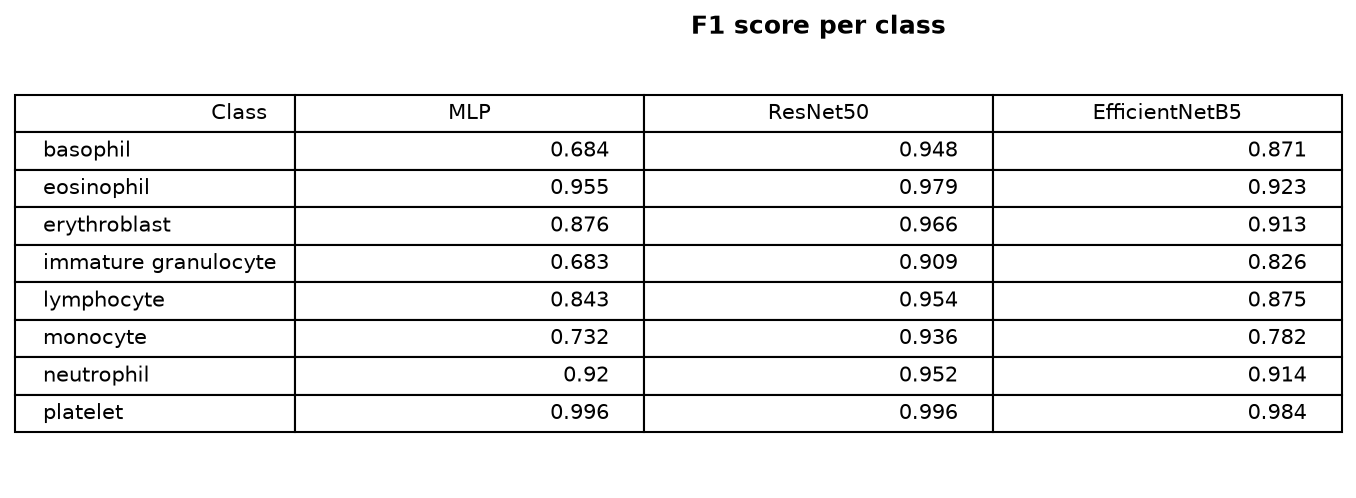 F1 score per class
Class MLP ResNet50 EfficientNetB5
basophil 0.684 0.948 0.871
eosinophil 0.955 0.979 0.923
erythroblast 0.876 0.966 0.913
immature granulocyte 0.683 0.909 0.826
lymphocyte 0.843 0.954 0.875
monocyte 0.732 0.936 0.782
neutrophil 0.92 0.952 0.914
platelet 0.996 0.996 0.984